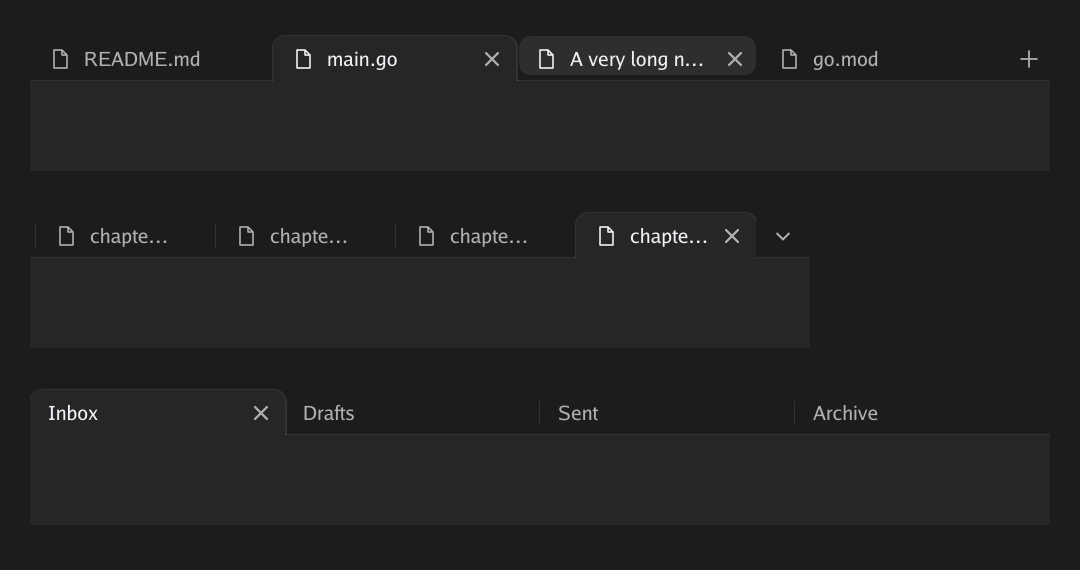 README.md main.go A very long n... go.mod
chapte... chapte... chapte... chapte...
Inbox Drafts Sent Archive